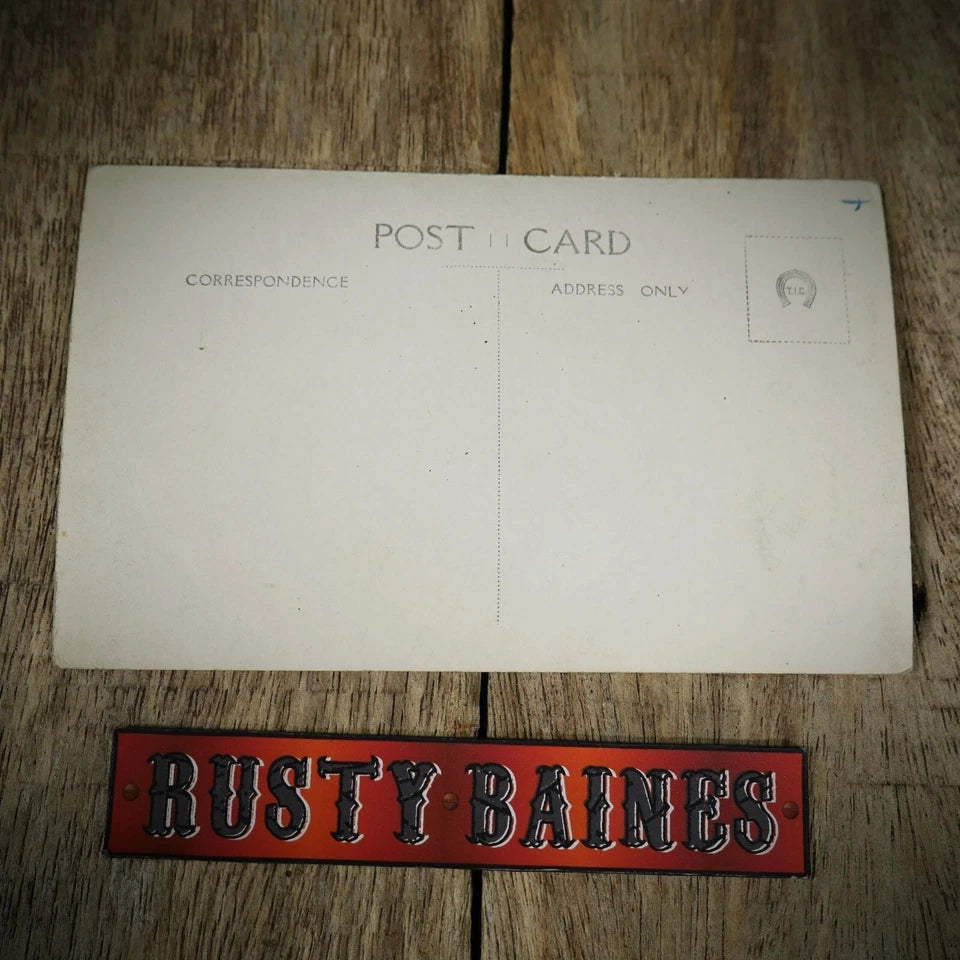 POST CARD
CORRESPONDENCE
ADDRESS ONLY
T.I.C.
RUSTY BAINES